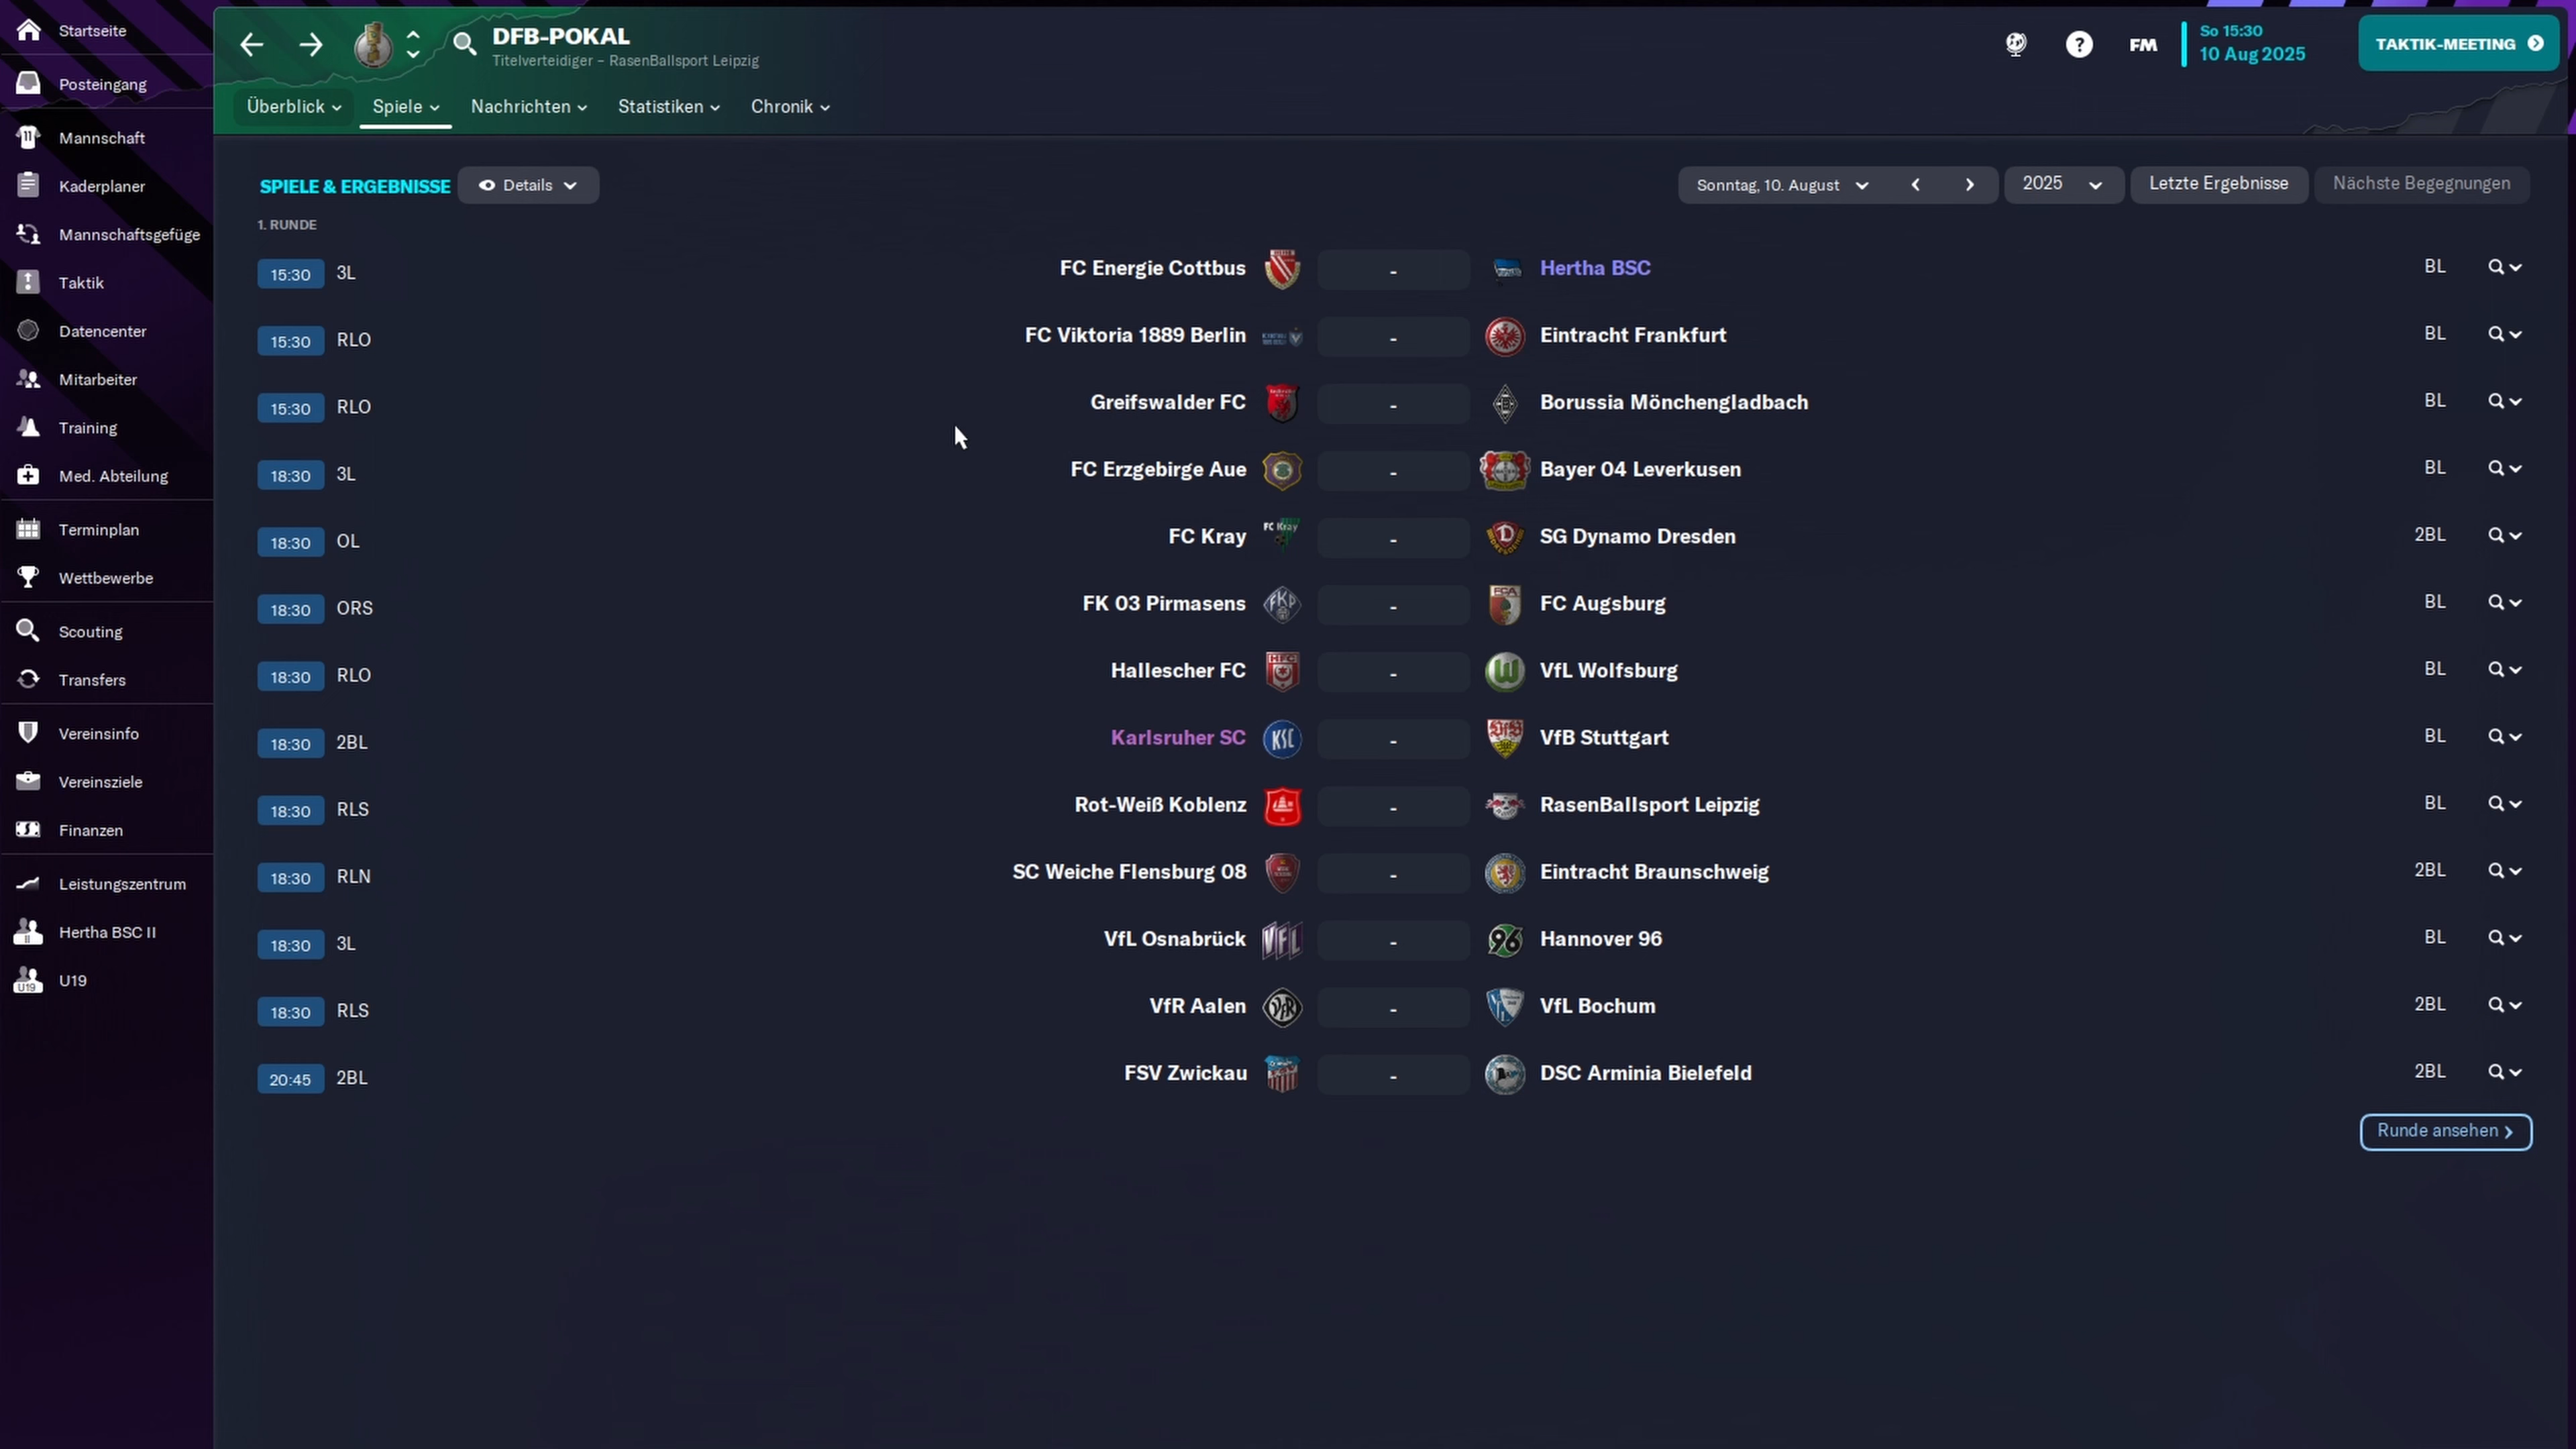 Startseite
Posteingang
Mannschaft
Kaderplaner
Mannschaftsgefüge
Taktik
Datencenter
Mitarbeiter
Training
Med. Abteilung
Terminplan
Wettbewerbe
Scouting
Transfers
Vereinsinfo
Vereinsziele
Finanzen
Leistungszentrum
Hertha BSC II
U19
DFB-POKAL
Titelverteidiger – RasenBallsport Leipzig
FM
So 15:30
10 Aug 2025
TAKTIK-MEETING
Überblick Spiele Nachrichten Statistiken Chronik
SPIELE & ERGEBNISSE Details Sonntag, 10. August 2025 Letzte Ergebnisse Nächste Begegnungen
1. RUNDE
15:30 3L FC Energie Cottbus - Hertha BSC BL
15:30 RLO FC Viktoria 1889 Berlin - Eintracht Frankfurt BL
15:30 RLO Greifswalder FC - Borussia Mönchengladbach BL
18:30 3L FC Erzgebirge Aue - Bayer 04 Leverkusen BL
18:30 OL FC Kray - SG Dynamo Dresden 2BL
18:30 ORS FK 03 Pirmasens - FC Augsburg BL
18:30 RLO Hallescher FC - VfL Wolfsburg BL
18:30 2BL Karlsruher SC - VfB Stuttgart BL
18:30 RLS Rot-Weiß Koblenz - RasenBallsport Leipzig BL
18:30 RLN SC Weiche Flensburg 08 - Eintracht Braunschweig 2BL
18:30 3L VfL Osnabrück - Hannover 96 BL
18:30 RLS VfR Aalen - VfL Bochum 2BL
20:45 2BL FSV Zwickau - DSC Arminia Bielefeld 2BL
Runde ansehen